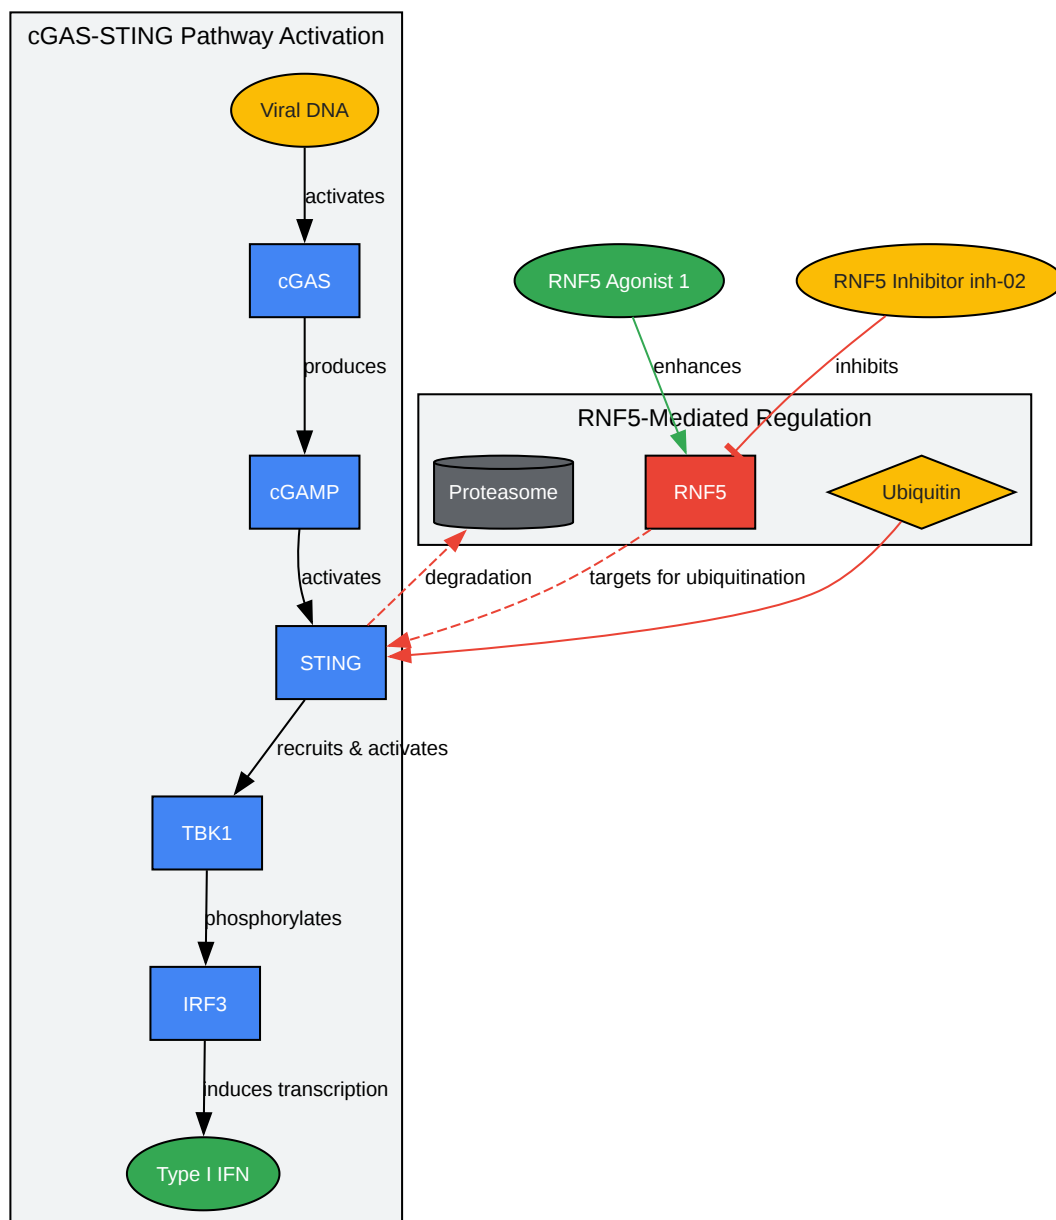 cGAS-STING Pathway Activation
Viral DNA
activates
cGAS
RNF5 Agonist 1
RNF5 Inhibitor inh-02
produces
enhances
inhibits
RNF5-Mediated Regulation
cGAMP
Proteasome
RNF5
Ubiquitin
activates
degradation
targets for ubiquitination
STING
recruits & activates
TBK1
phosphorylates
IRF3
induces transcription
Type I IFN